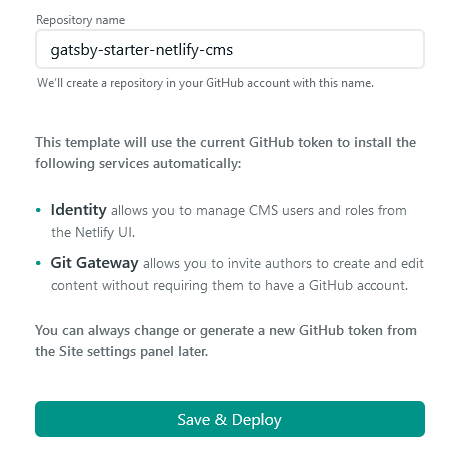 Repository name
gatsby-starter-netlify-cms
We'll create a repository in your GitHub account with this name.
This template will use the current GitHub token to install the
following services automatically:
• Identity allows you to manage CMS users and roles from
the Netlify UI.
• Git Gateway allows you to invite authors to create and edit
content without requiring them to have a GitHub account.
You can always change or generate a new GitHub token from
the Site settings panel later.
Save & Deploy